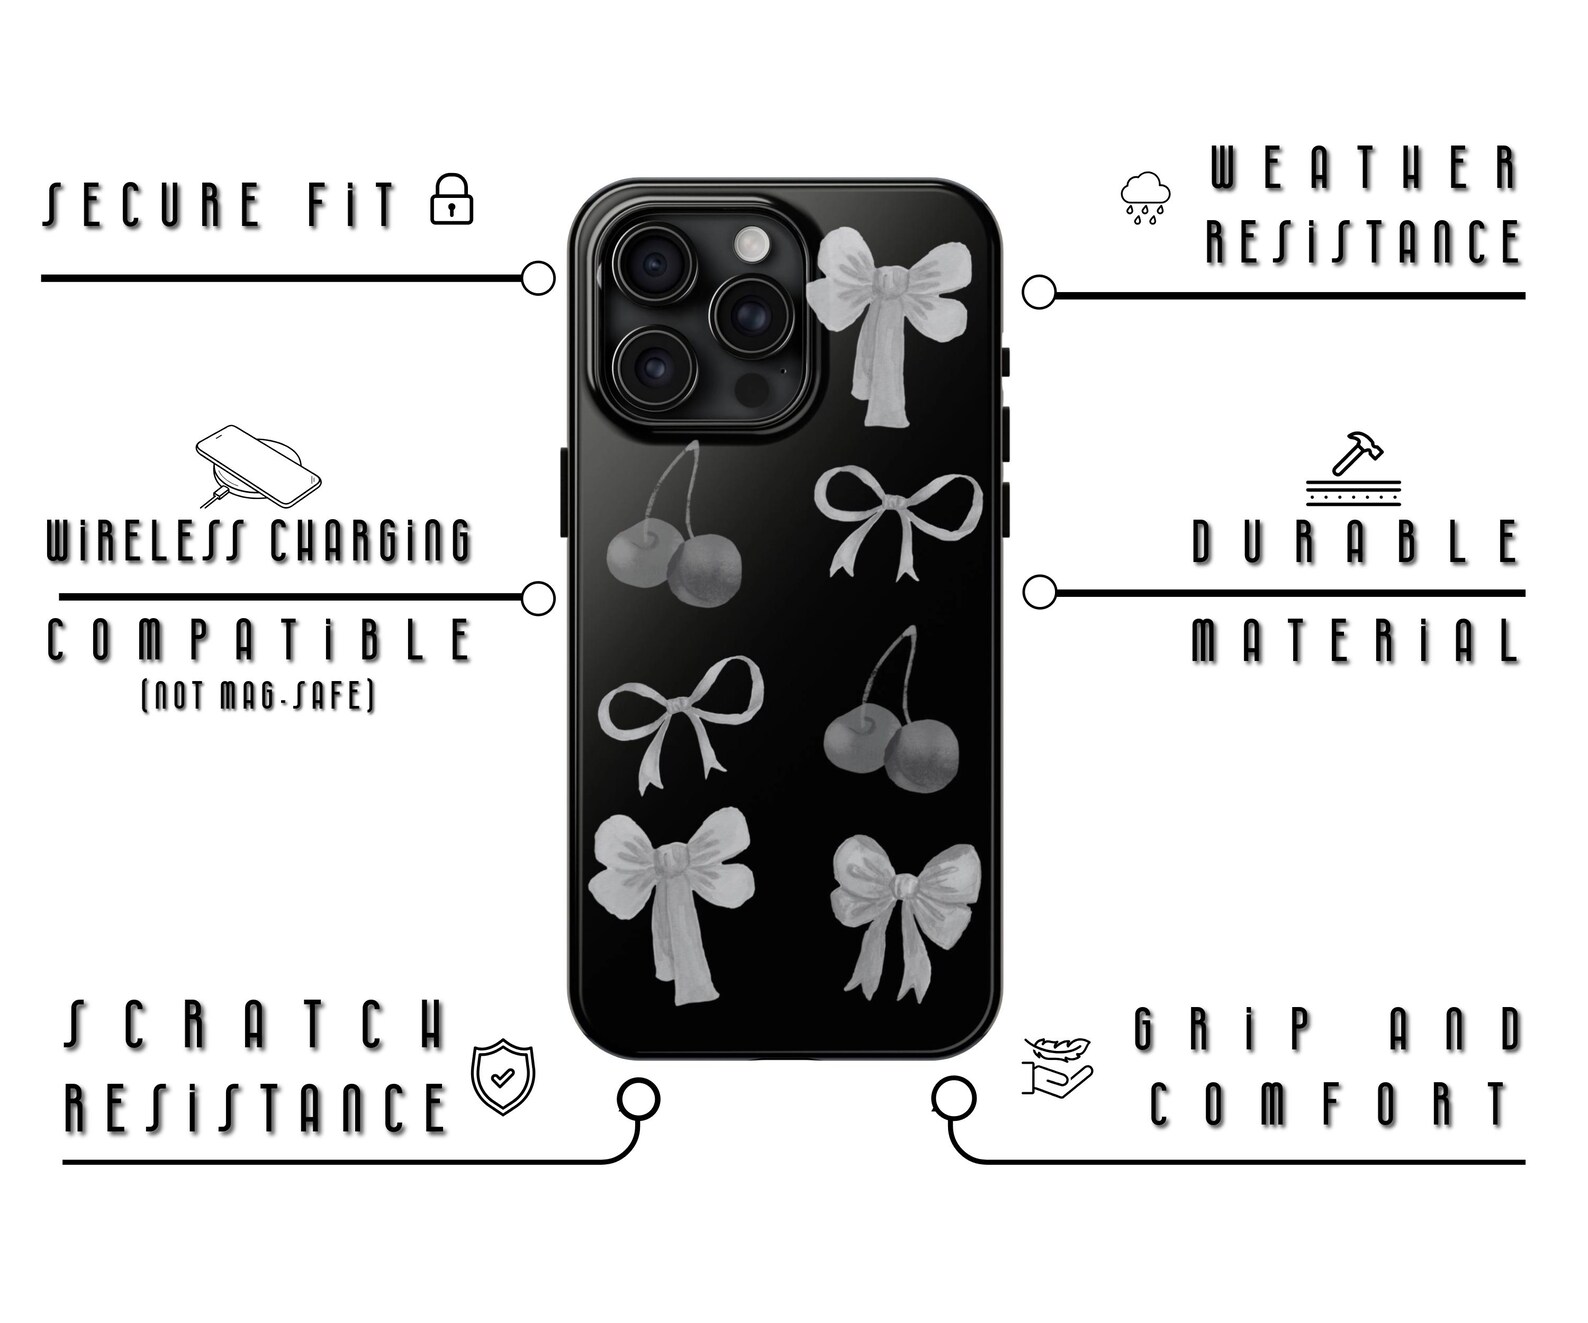 SECURE FiT
WEATHER
RESiSTANCE
WiRELESS CHARGiNG
COMPATiBLE
(NOT MAG-SAFE)
DURABLE
MATERiAL
SCRATCH
RESiSTANCE
GRiP AND
COMFORT